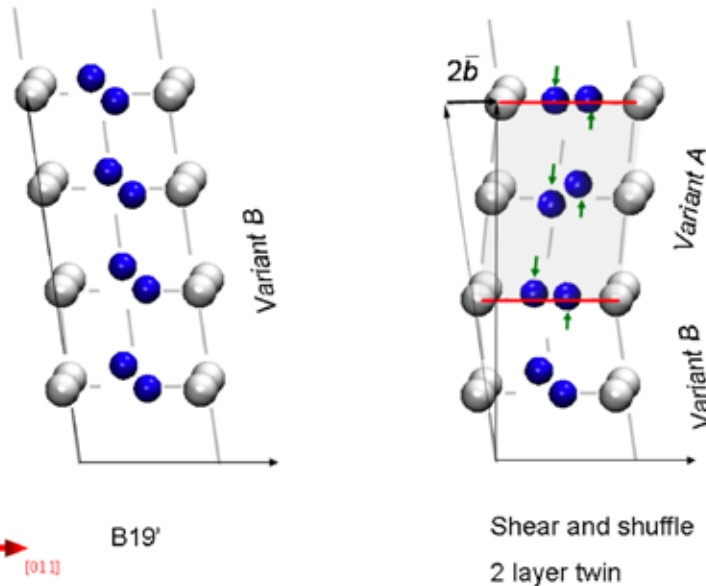 2b̄
Variant B
Variant A
Variant B
B19'
[011]
Shear and shuffle
2 layer twin